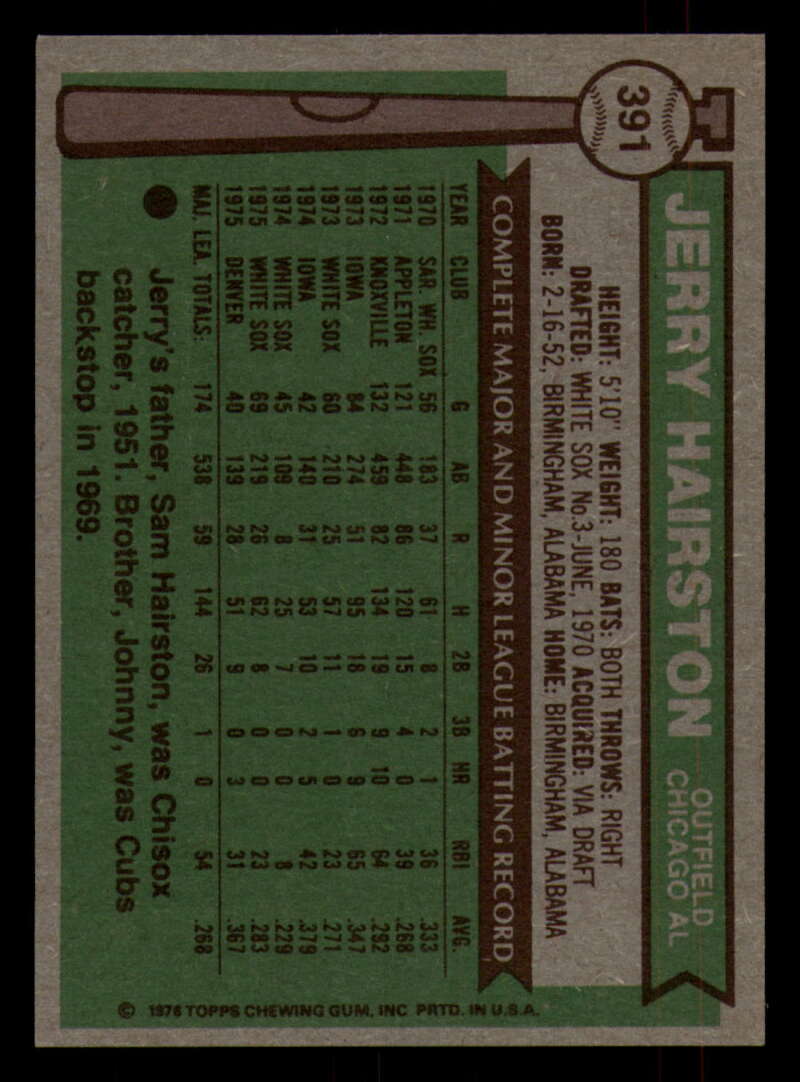 391
JERRY HAIRSTON
OUTFIELD
CHICAGO AL
HEIGHT: 5'10" WEIGHT: 180 BATS: BOTH THROWS: RIGHT
DRAFTED: WHITE SOX No.3-JUNE, 1970 ACQUIRED: VIA DRAFT
BORN: 2-16-52, BIRMINGHAM, ALABAMA HOME: BIRMINGHAM, ALABAMA
COMPLETE MAJOR AND MINOR LEAGUE BATTING RECORD
YEAR CLUB G AB R H 2B 3B HR RBI AVG.
1970 SAR. WH. SOX 56 183 37 61 8 2 1 36 .333
1971 APPLETON 121 448 86 120 15 4 0 39 .268
1972 KNOXVILLE 132 459 82 134 19 9 10 64 .292
1973 IOWA 84 274 51 95 18 6 9 65 .347
1973 WHITE SOX 60 210 25 57 11 1 0 23 .271
1974 IOWA 42 140 31 53 10 2 5 42 .379
1974 WHITE SOX 45 109 8 25 7 0 0 8 .229
1975 WHITE SOX 69 219 26 62 8 0 0 23 .283
1975 DENVER 40 139 28 51 9 0 3 31 .367
MAJ. LEA. TOTALS: 174 538 59 144 26 1 0 54 .268
Jerry's father, Sam Hairston, was Chisox
catcher, 1951. Brother, Johnny, was Cubs
backstop in 1969.
© 1976 TOPPS CHEWING GUM, INC PRTD. IN U.S.A.